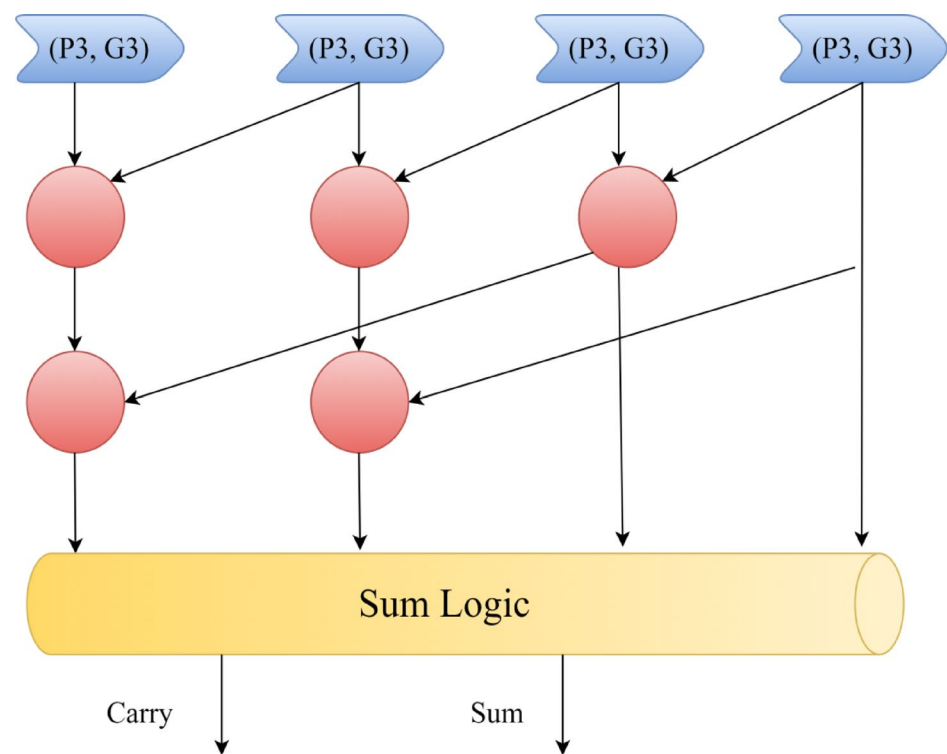 (P3, G3)
(P3, G3)
(P3, G3)
(P3, G3)
Sum Logic
Carry
Sum